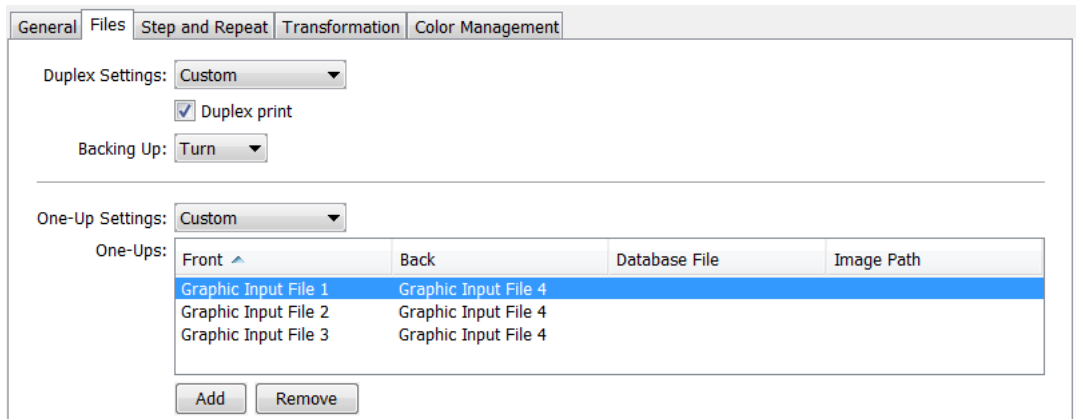 General Files Step and Repeat Transformation Color Management
Duplex Settings: Custom
Duplex print
Backing Up: Turn
One-Up Settings: Custom
One-Ups:
Front Back Database File Image Path
Graphic Input File 1 Graphic Input File 4
Graphic Input File 2 Graphic Input File 4
Graphic Input File 3 Graphic Input File 4
Add Remove